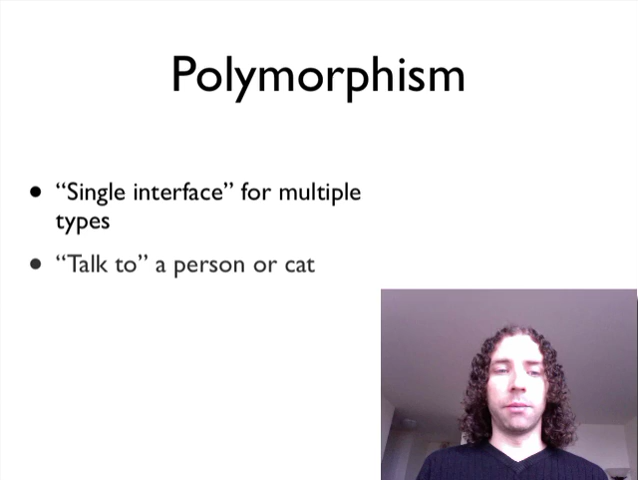 Polymorphism
• “Single interface” for multiple
types
• “Talk to” a person or cat